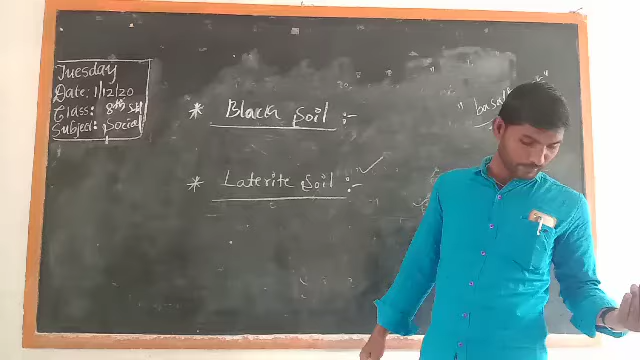 Tuesday
Date: 1/12/20
Class: 8th std
Subject: Social
* Black Soil :-
* Laterite Soil :-
"basalt